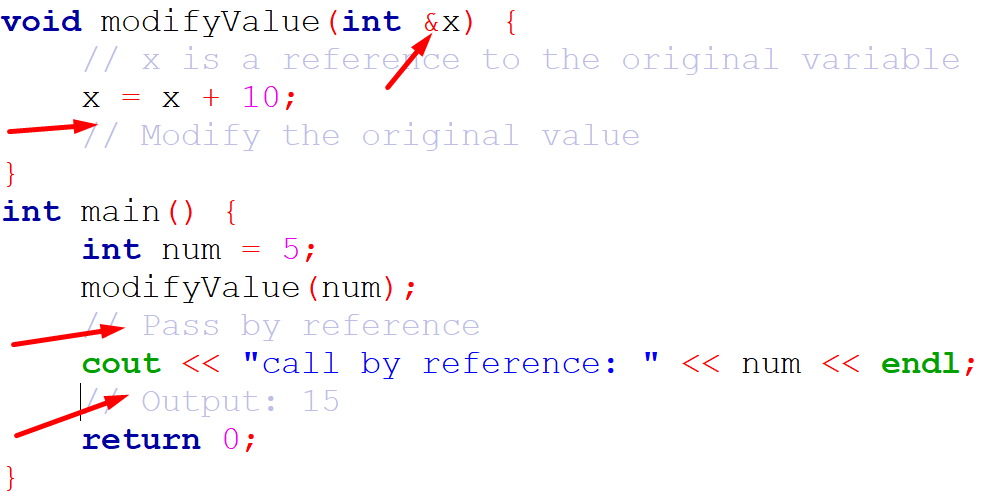 void modifyValue(int &x) {
    // x is a reference to the original variable
    x = x + 10;
    // Modify the original value
}
int main() {
    int num = 5;
    modifyValue(num);
    // Pass by reference
    cout << "call by reference: " << num << endl;
    // Output: 15
    return 0;
}